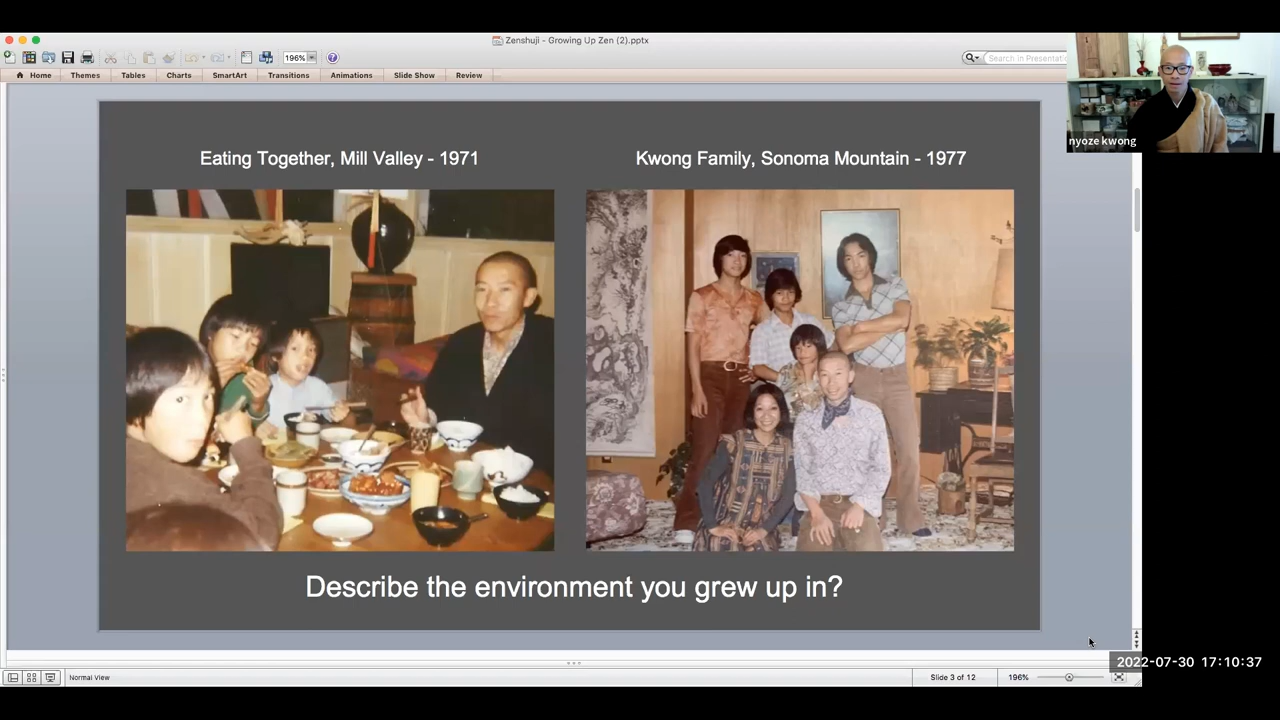 Zenshuji - Growing Up Zen (2).pptx
196%
Search in Presentati
Home Themes Tables Charts SmartArt Transitions Animations Slide Show Review
nyoze kwong
Eating Together, Mill Valley - 1971
Kwong Family, Sonoma Mountain - 1977
Describe the environment you grew up in?
2022-07-30 17:10:37
Normal View
Slide 3 of 12
196%